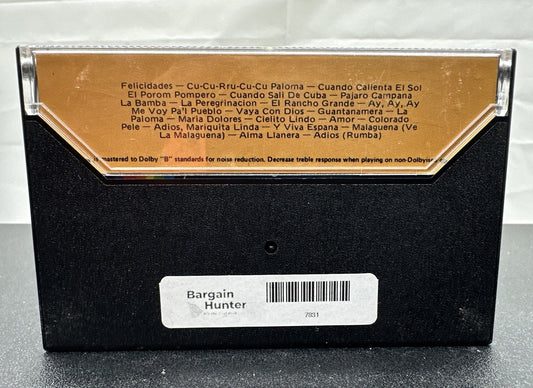 Felicidades — Cu-Cu-Rru-Cu-Cu Paloma — Cuando Calienta El Sol
El Porom Pompero — Cuando Sali De Cuba — Pajaro Campana
La Bamba — La Peregrinacion — El Rancho Grande — Ay, Ay, Ay
Me Voy Pa'l Pueblo — Vaya Con Dios — Guantanamera — La
Paloma — Maria Dolores — Cielito Lindo — Amor — Colorado
Pele — Adios, Mariquita Linda — Y Viva Espana — Malaguena (Ve
La Malaguena) — Alma Llanera — Adios (Rumba)
is mastered to Dolby "B" standards for noise reduction. Decrease treble response when playing on non-Dolby
Bargain
Hunter
7931